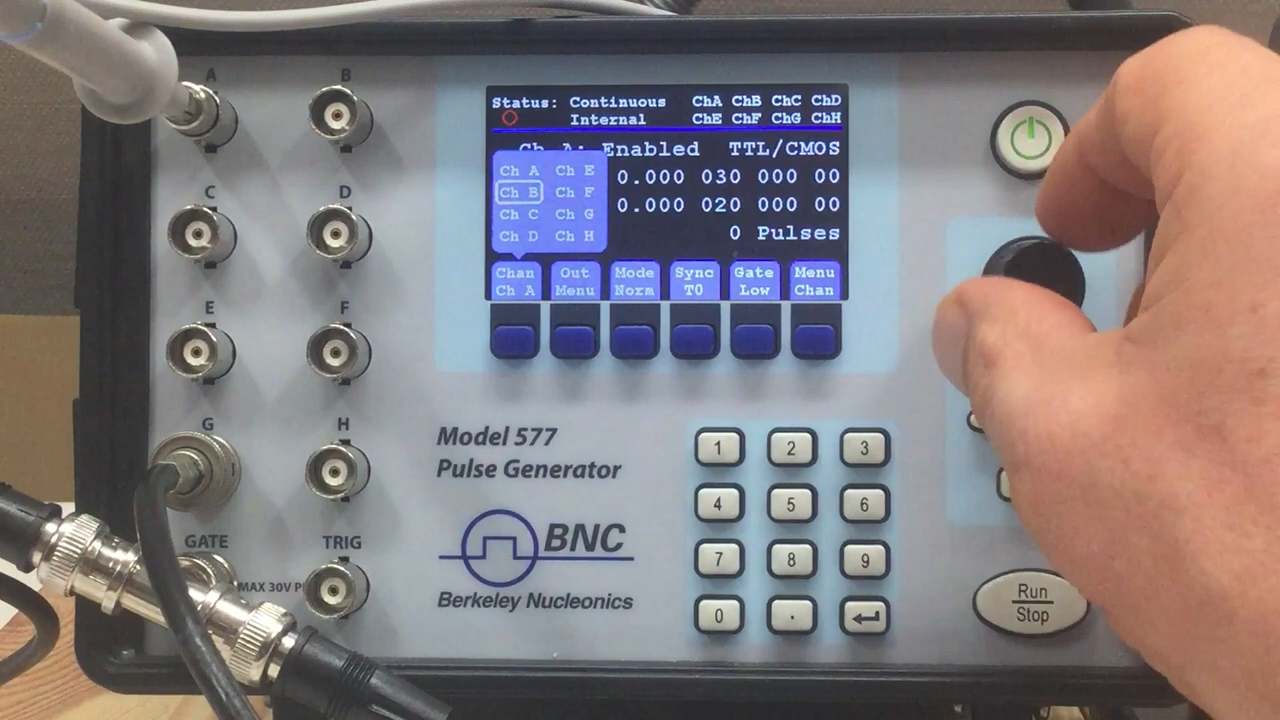 A
B
Status: Continuous ChA ChB ChC ChD
Internal ChE ChF ChG ChH
Ch A: Enabled TTL/CMOS
Ch A Ch E
0.000 030 000 00
Ch B Ch F
0.000 020 000 00
Ch C Ch G
0 Pulses
Ch D Ch H
Chan Out Mode Sync Gate Menu
Ch A Menu Norm T0 Low Chan
C
D
E
F
G
H
GATE
TRIG
MAX 30V
Model 577
Pulse Generator
BNC
Berkeley Nucleonics
1 2 3
4 5 6
7 8 9
0 .
Run
Stop